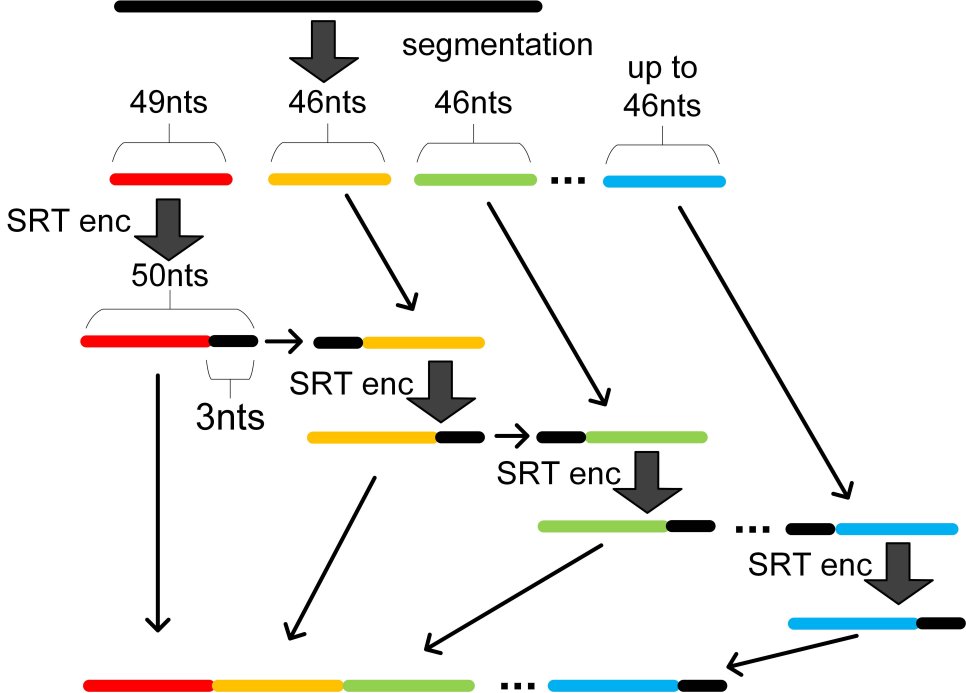 segmentation
49nts
46nts
46nts
up to
46nts
...
SRT enc
50nts
3nts
SRT enc
SRT enc
...
SRT enc
...